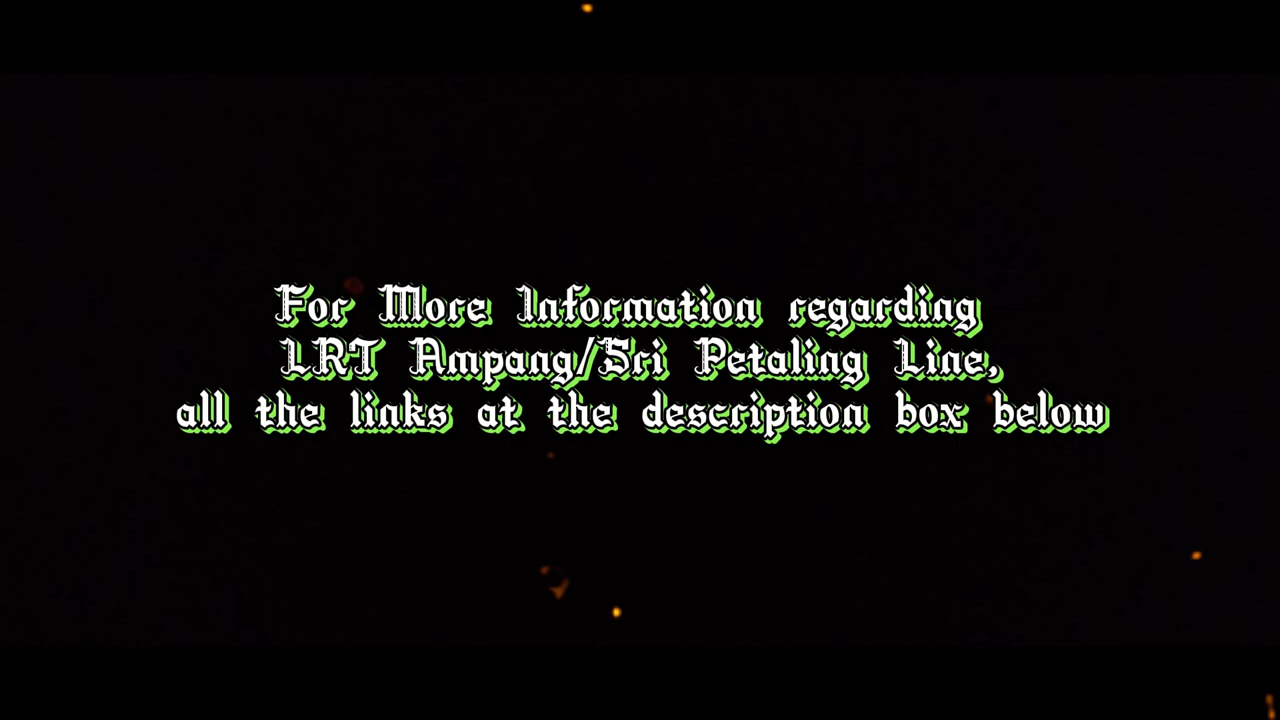 For More Information regarding
LRT Ampang/Sri Petaling Line,
all the links at the description box below